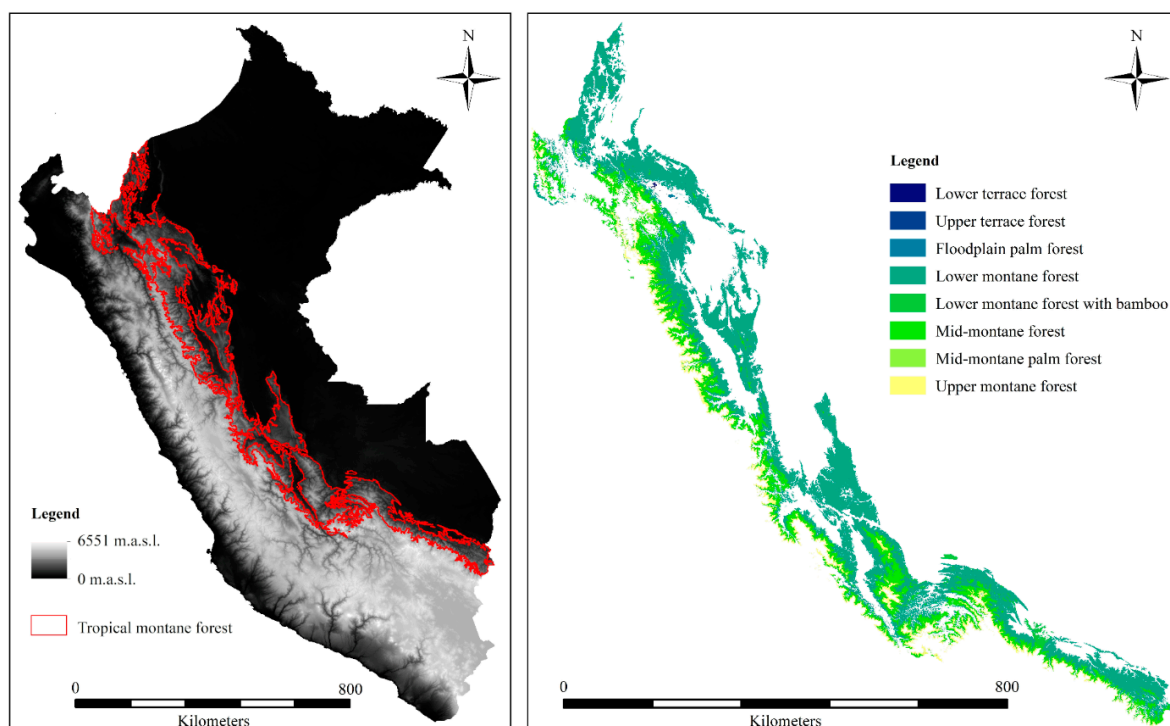 N
Legend
6551 m.a.s.l.
0 m.a.s.l.
Tropical montane forest
0 800
Kilometers
N
Legend
Lower terrace forest
Upper terrace forest
Floodplain palm forest
Lower montane forest
Lower montane forest with bamboo
Mid-montane forest
Mid-montane palm forest
Upper montane forest
0 800
Kilometers